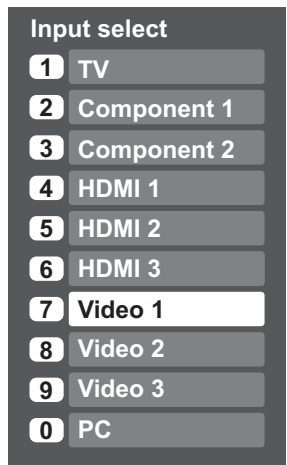 Input select
1 TV
2 Component 1
3 Component 2
4 HDMI 1
5 HDMI 2
6 HDMI 3
7 Video 1
8 Video 2
9 Video 3
0 PC